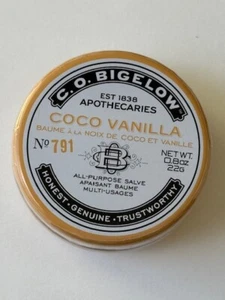 C.O. BIGELOW
EST 1838
APOTHECARIES
COCO VANILLA
BAUME À LA NOIX DE COCO ET VANILLE
Nº 791
NET WT.
0.8oz
22G
ALL-PURPOSE SALVE
APAISANT BAUME
MULTI-USAGES
HONEST • GENUINE • TRUSTWORTHY